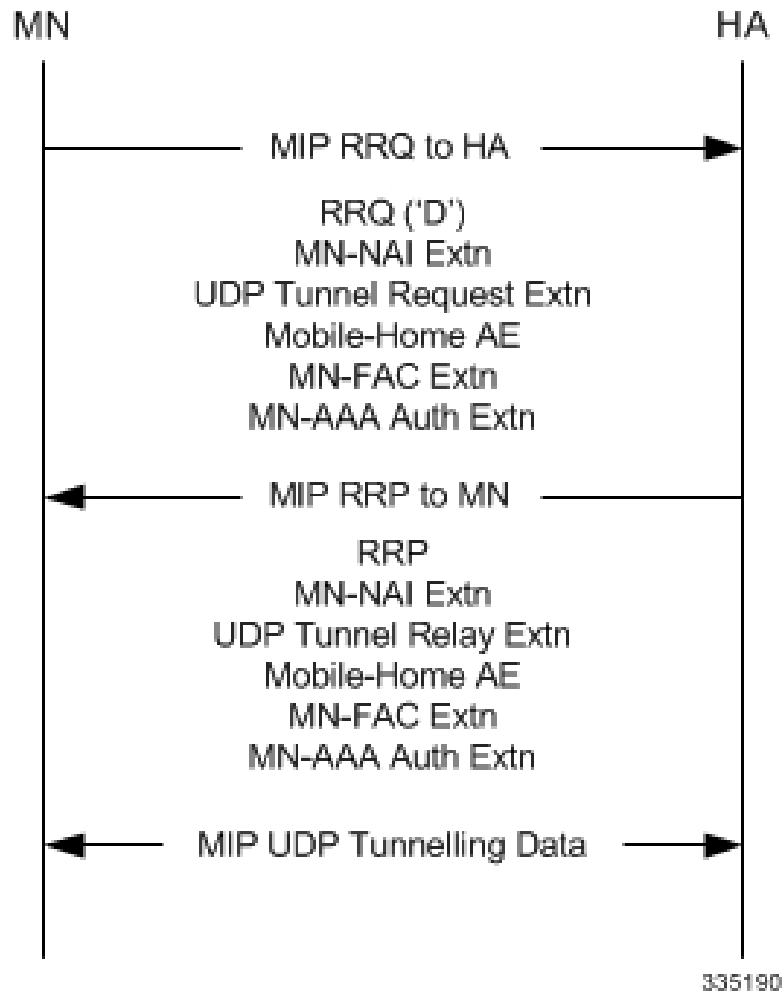 MN
HA
MIP RRQ to HA
RRQ ('D')
MN-NAI Extn
UDP Tunnel Request Extn
Mobile-Home AE
MN-FAC Extn
MN-AAA Auth Extn
MIP RRP to MN
RRP
MN-NAI Extn
UDP Tunnel Relay Extn
Mobile-Home AE
MN-FAC Extn
MN-AAA Auth Extn
MIP UDP Tunnelling Data
335190